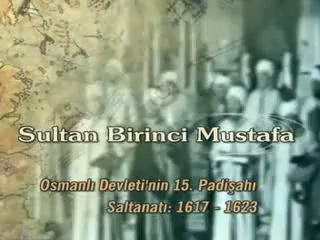 Sultan Birinci Mustafa
Osmanlı Devleti'nin 15. Padişahı
Saltanatı: 1617 - 1623